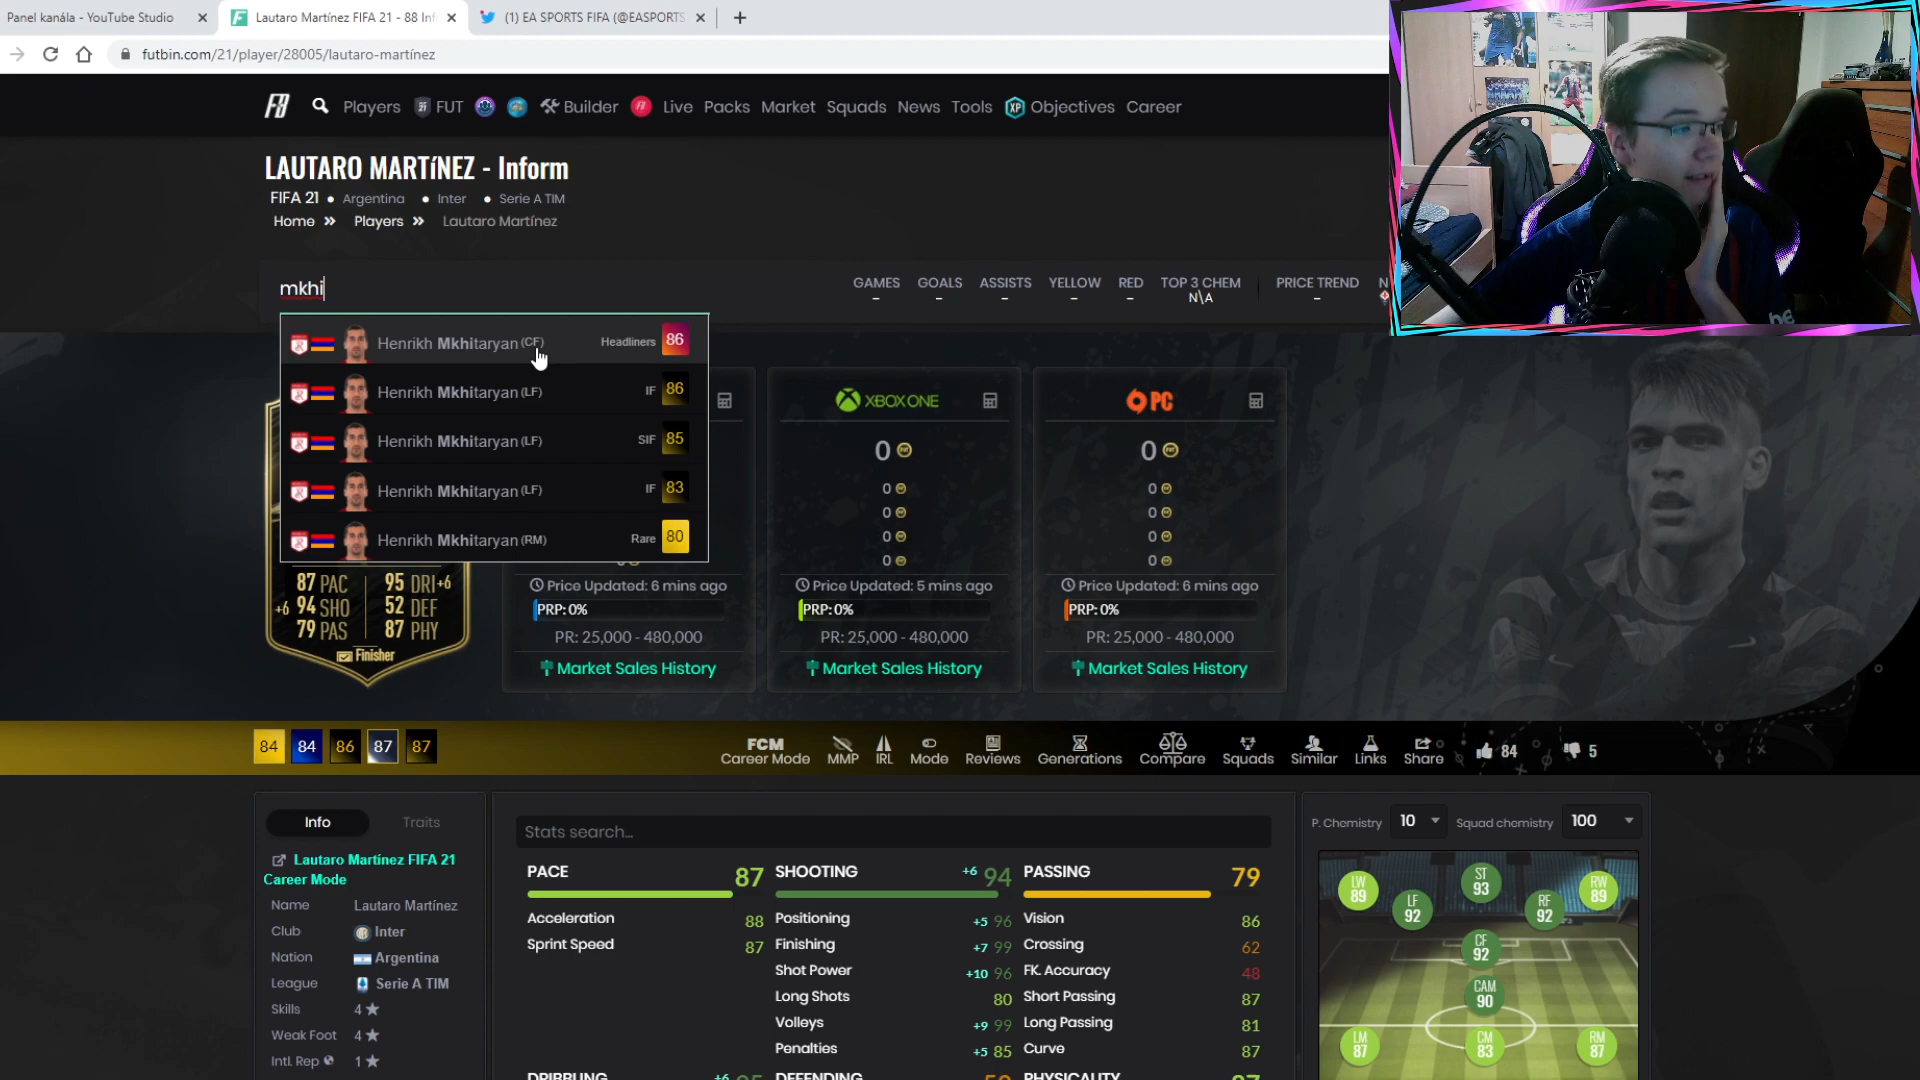 Panel kanála - YouTube Studio
Lautaro Martínez FIFA 21 - 88 Inf
(1) EA SPORTS FIFA (@EASPORTS
futbin.com/21/player/28005/lautaro-martínez
Players FUT Builder Live Packs Market Squads News Tools XP Objectives Career
LAUTARO MARTíNEZ - Inform
FIFA 21 • Argentina • Inter • Serie A TIM
Home » Players » Lautaro Martínez
mkhi
GAMES GOALS ASSISTS YELLOW RED TOP 3 CHEM PRICE TREND N
- - - - - N\A -
Henrikh Mkhitaryan (CF) Headliners 86
Henrikh Mkhitaryan (LF) IF 86
Henrikh Mkhitaryan (LF) SIF 85
Henrikh Mkhitaryan (LF) IF 83
Henrikh Mkhitaryan (RM) Rare 80
87 PAC 95 DRI +6
+6 94 SHO 52 DEF
79 PAS 87 PHY
Finisher
Price Updated: 6 mins ago
PRP: 0%
PR: 25,000 - 480,000
Market Sales History
XBOX ONE
0
0
0
0
0
Price Updated: 5 mins ago
PRP: 0%
PR: 25,000 - 480,000
Market Sales History
PC
0
0
0
0
0
Price Updated: 6 mins ago
PRP: 0%
PR: 25,000 - 480,000
Market Sales History
84 84 86 87 87
FCM
Career Mode MMP IRL Mode Reviews Generations Compare Squads Similar Links Share 84 5
Info Traits
Lautaro Martínez FIFA 21
Career Mode
Name Lautaro Martínez
Club Inter
Nation Argentina
League Serie A TIM
Skills 4
Weak Foot 4
Intl. Rep 1
Stats search...
PACE 87
Acceleration 88
Sprint Speed 87
SHOOTING +6 94
Positioning +5 96
Finishing +7 99
Shot Power +10 96
Long Shots 80
Volleys +9 99
Penalties +5 85
PASSING 79
Vision 86
Crossing 62
FK. Accuracy 48
Short Passing 87
Long Passing 81
Curve 87
DRIBBLING +6 95 DEFENDING 52 PHYSICALITY 87
P. Chemistry 10 Squad chemistry 100
LW
89
LF
92
ST
93
RF
92
RW
89
CF
92
CAM
90
LM
87
CM
83
RM
87